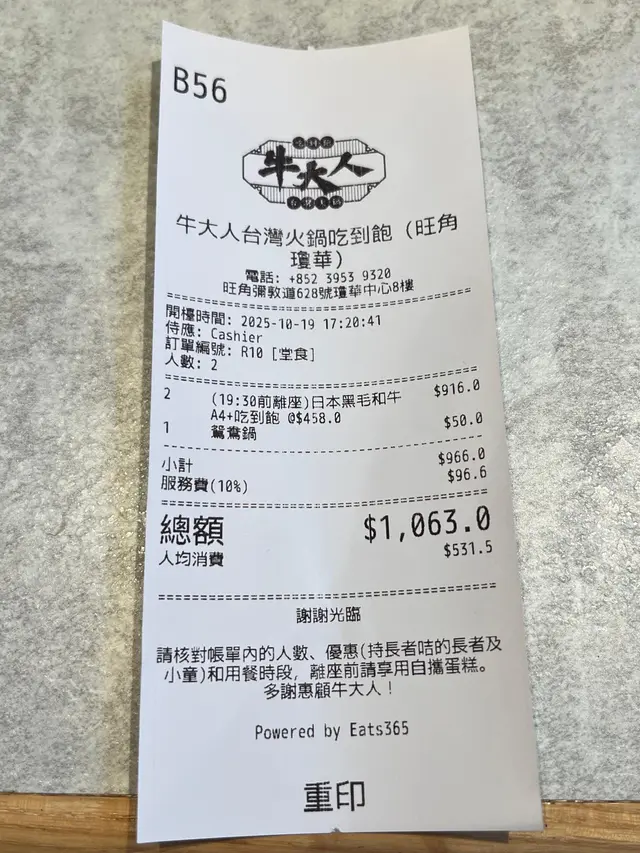 B56
吃到飽
牛大人
台灣火鍋
牛大人台灣火鍋吃到飽 (旺角
瓊華)
電話: +852 3953 9320
旺角彌敦道628號瓊華中心8樓
開檯時間: 2025-10-19 17:20:41
侍應: Cashier
訂單編號: R10 [堂食]
人數: 2
2 (19:30前離座)日本黑毛和牛 $916.0
A4+吃到飽 @$458.0
1 鴛鴦鍋 $50.0
小計 $966.0
服務費(10%) $96.6
總額 $1,063.0
人均消費 $531.5
謝謝光臨
請核對帳單內的人數、優惠(持長者咭的長者及
小童)和用餐時段, 離座前請享用自攜蛋糕。
多謝惠顧牛大人!
Powered by Eats365
重印